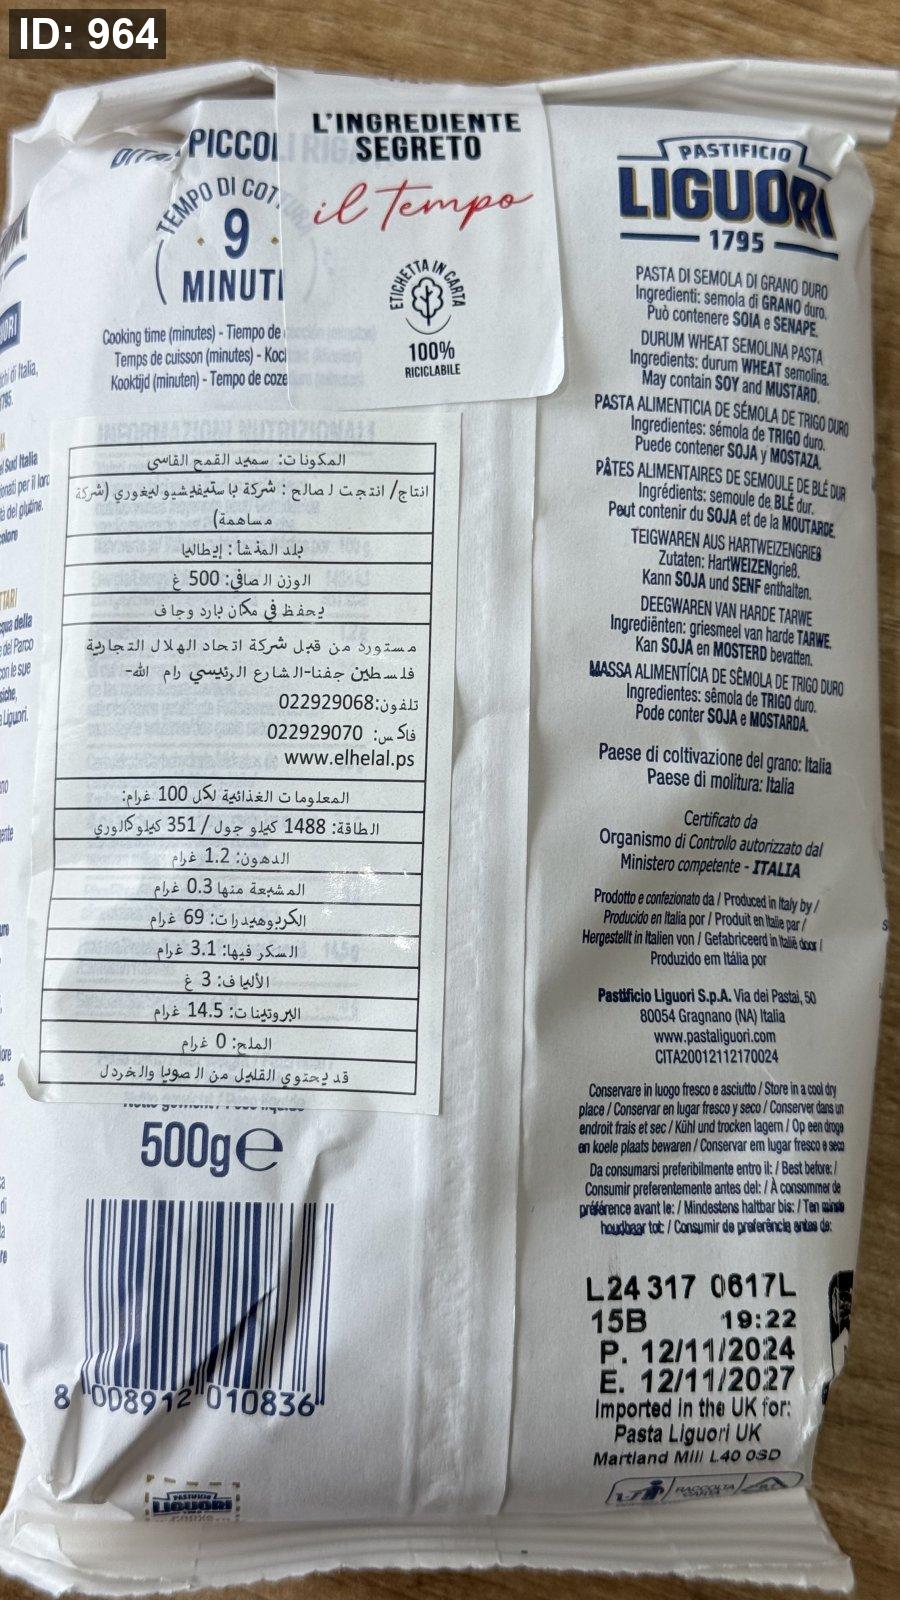 ID: 964
L'INGREDIENTE
SEGRETO
il Tempo
ETICHETTA IN CARTA
100%
RICICLABILE
PICCOLI RIG
TEMPO DI COTTURA
9
MINUTI
Cooking time (minutes) - Tiempo de
Temps de cuisson (minutes) -
Kooktijd (minuten) - Tempo de
المكونات: سميد القمح القاسي
انتاج/ انتجت لصالح : شركة باستيفيشيو ليغوري (شركة
مساهمة)
بلد المنشأ : إيطاليا
الوزن الصافي: 500 غ
يحفظ في مكان بارد وجاف
مستورد من قبل شركة اتحاد الهلال التجارية
فلسطين جفنا-الشارع الرئيسي رام الله-
تلفون:022929068
فاكس: 022929070
www.elhelal.ps
المعلومات الغذائية لكل 100 غرام:
الطاقة: 1488 كيلو جول / 351 كيلوكالوري
الدهون: 1.2 غرام
المشبعة منها 0.3 غرام
الكربوهيدرات: 69 غرام
السكر فيها: 3.1 غرام
الألياف: 3 غ
البروتينات: 14.5 غرام
الملح: 0 غرام
قد يحتوي القليل من الصويا والخردل
500g e
8 008912 010836
PASTIFICIO
LIGUORI
1795
PASTA DI SEMOLA DI GRANO DURO
Ingredienti: semola di GRANO duro.
Può contenere SOIA e SENAPE.
DURUM WHEAT SEMOLINA PASTA
Ingredients: durum WHEAT semolina.
May contain SOY and MUSTARD.
PASTA ALIMENTICIA DE SÉMOLA DE TRIGO DURO
Ingredientes: sémola de TRIGO duro.
Puede contener SOJA y MOSTAZA.
PÂTES ALIMENTAIRES DE SEMOULE DE BLÉ DUR
Ingrédients: semoule de BLÉ dur.
Peut contenir du SOJA et de la MOUTARDE.
TEIGWAREN AUS HARTWEIZENGRIEß
Zutaten: HartWEIZENgrieß.
Kann SOJA und SENF enthalten.
DEEGWAREN VAN HARDE TARWE
Ingrediënten: griesmeel van harde TARWE.
Kan SOJA en MOSTERD bevatten.
MASSA ALIMENTÍCIA DE SÊMOLA DE TRIGO DURO
Ingredientes: sêmola de TRIGO duro.
Pode conter SOJA e MOSTARDA.
Paese di coltivazione del grano: Italia
Paese di molitura: Italia
Certificato da
Organismo di Controllo autorizzato dal
Ministero competente - ITALIA
Prodotto e confezionato da / Produced in Italy by /
Producido en Italia por / Produit en Italie par /
Hergestellt in Italien von / Gefabriceerd in Italië door /
Produzido em Itália por
Pastificio Liguori S.p.A. Via dei Pastai, 50
80054 Gragnano (NA) Italia
www.pastaliguori.com
CITA20012112170024
Conservare in luogo fresco e asciutto / Store in a cool dry
place / Conservar en lugar fresco y seco / Conserver dans un
endroit frais et sec / Kühl und trocken lagern / Op een droge
en koele plaats bewaren / Conservar em lugar fresco e seco
Da consumarsi preferibilmente entro il: / Best before: /
Consumir preferentemente antes del: / À consommer de
préférence avant le: / Mindestens haltbar bis: / Ten minste
houdbaar tot: / Consumir de preferência antes de:
L24 317 0617L
15B 19:22
P. 12/11/2024
E. 12/11/2027
Imported in the UK for:
Pasta Liguori UK
Martland Mill L40 0SD
RACCOLTA
CARTA
PASTIFICIO
LIGUORI